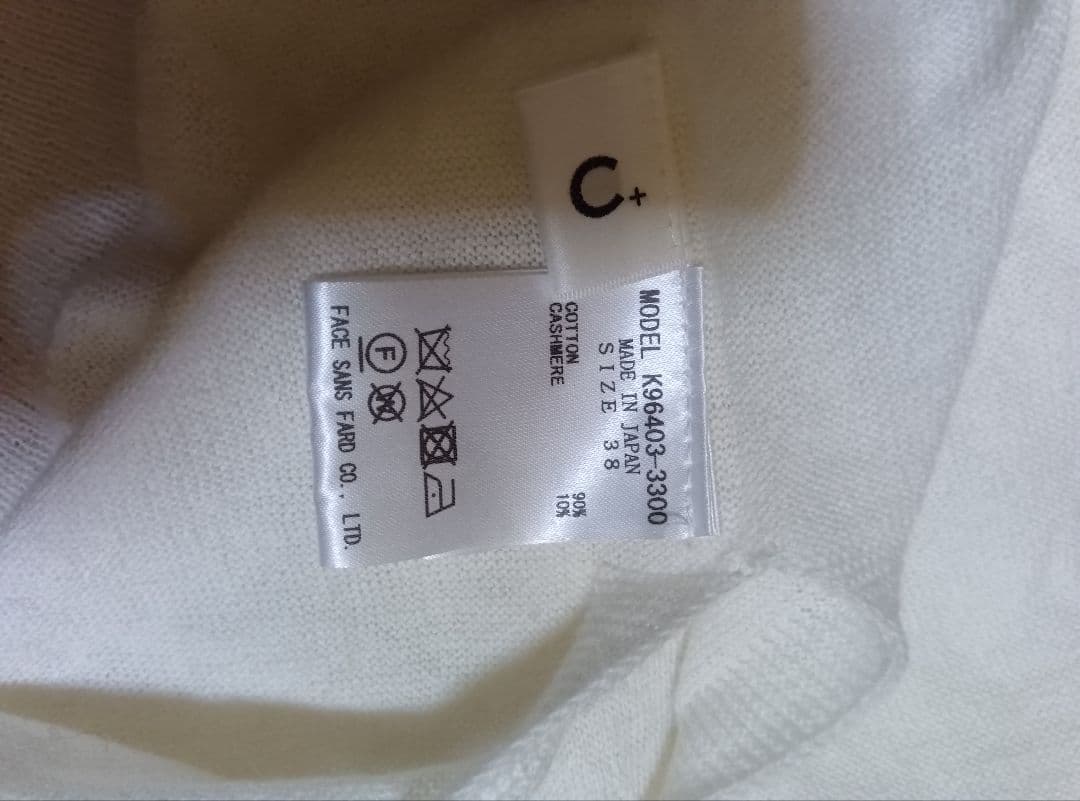 C+
MODEL K96403-3300
MADE IN JAPAN
SIZE 38
COTTON 90%
CASHMERE 10%
F W
FACE SANS FARD CO., LTD.